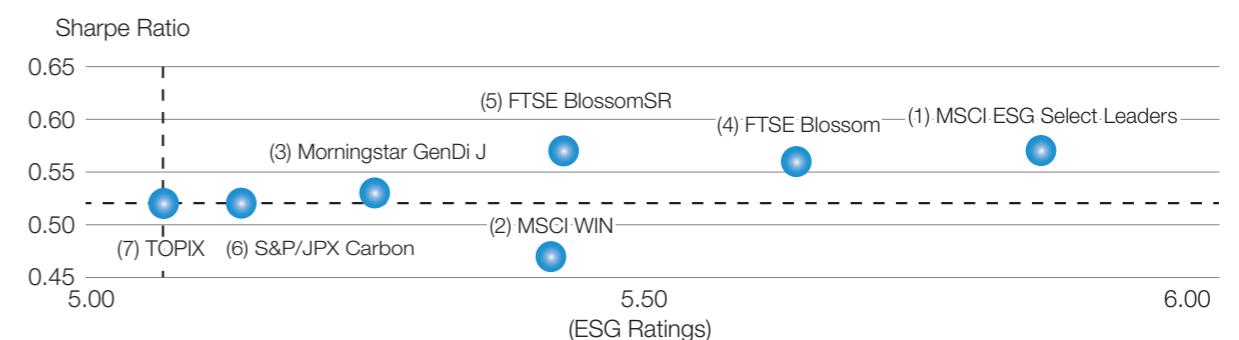 Sharpe Ratio
0.65
0.60
0.55
0.50
0.45
(5) FTSE BlossomSR
(4) FTSE Blossom
(1) MSCI ESG Select Leaders
(3) Morningstar GenDi J
(2) MSCI WIN
(7) TOPIX
(6) S&P/JPX Carbon
5.00
5.50
6.00
(ESG Ratings)